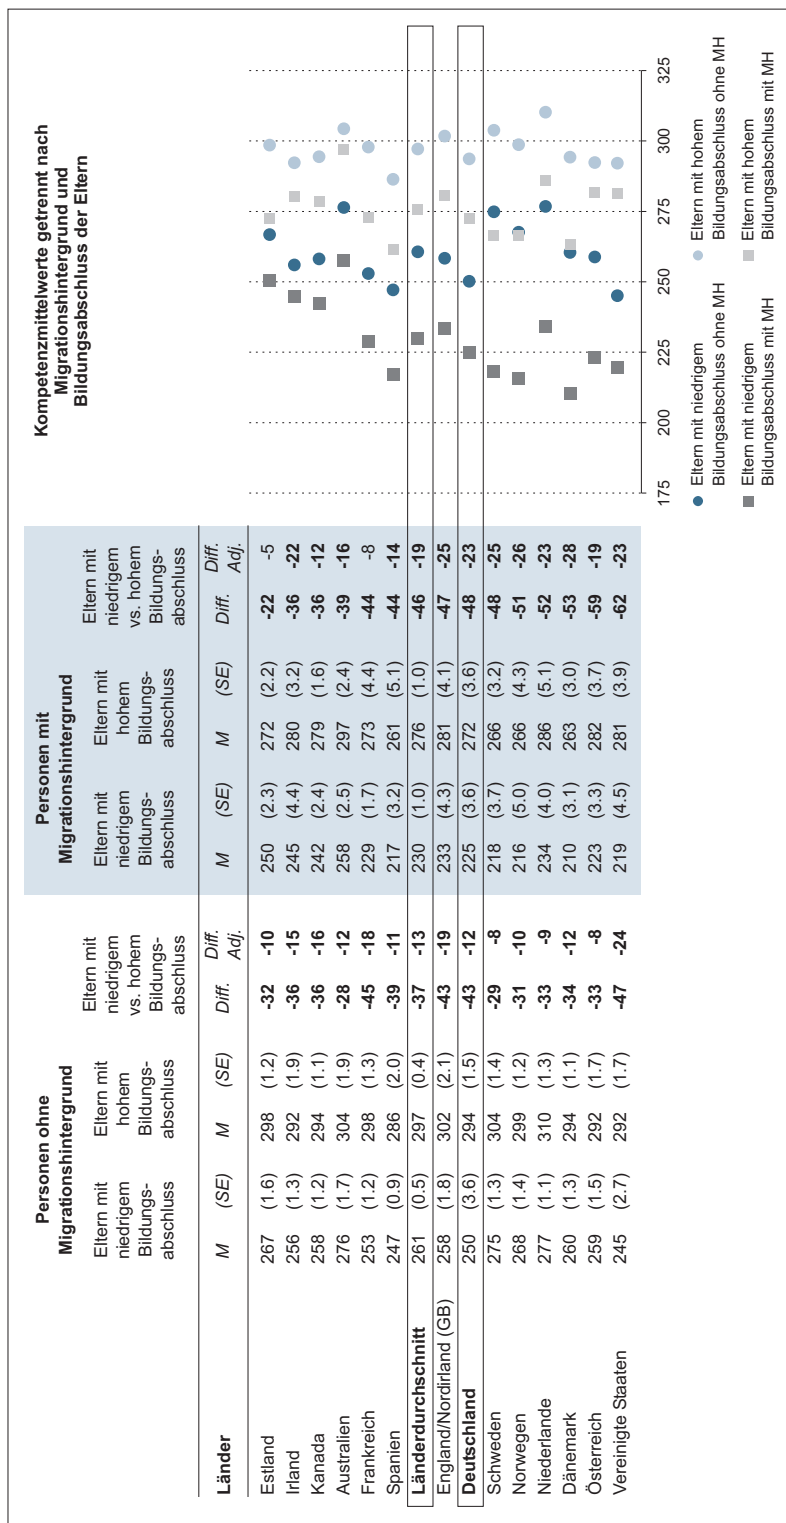 Personen ohne Migrationshintergrund Personen mit Migrationshintergrund Kompetenzmittelwerte getrennt nach Migrationshintergrund und Bildungsabschluss der Eltern
Eltern mit niedrigem Bildungs-abschluss Eltern mit hohem Bildungs-abschluss Eltern mit niedrigem vs. hohem Bildungs-abschluss Eltern mit niedrigem Bildungs-abschluss Eltern mit hohem Bildungs-abschluss Eltern mit niedrigem vs. hohem Bildungs-abschluss
Länder M (SE) M (SE) Diff. Diff. Adj. M (SE) M (SE) Diff. Diff. Adj.
Estland 267 (1.6) 298 (1.2) -32 -10 250 (2.3) 272 (2.2) -22 -5
Irland 256 (1.3) 292 (1.9) -36 -15 245 (4.4) 280 (3.2) -36 -22
Kanada 258 (1.2) 294 (1.1) -36 -16 242 (2.4) 279 (1.6) -36 -12
Australien 276 (1.7) 304 (1.9) -28 -12 258 (2.5) 297 (2.4) -39 -16
Frankreich 253 (1.2) 298 (1.3) -45 -18 229 (1.7) 273 (4.4) -44 -8
Spanien 247 (0.9) 286 (2.0) -39 -11 217 (3.2) 261 (5.1) -44 -14
Länderdurchschnitt 261 (0.5) 297 (0.4) -37 -13 230 (1.0) 276 (1.0) -46 -19
England/Nordirland (GB) 258 (1.8) 302 (2.1) -43 -19 233 (4.3) 281 (4.1) -47 -25
Deutschland 250 (3.6) 294 (1.5) -43 -12 225 (3.6) 272 (3.6) -48 -23
Schweden 275 (1.3) 304 (1.4) -29 -8 218 (3.7) 266 (3.2) -48 -25
Norwegen 268 (1.4) 299 (1.2) -31 -10 216 (5.0) 266 (4.3) -51 -26
Niederlande 277 (1.1) 310 (1.3) -33 -9 234 (4.0) 286 (5.1) -52 -23
Dänemark 260 (1.3) 294 (1.1) -34 -12 210 (3.1) 263 (3.0) -53 -28
Österreich 259 (1.5) 292 (1.7) -33 -8 223 (3.3) 282 (3.7) -59 -19
Vereinigte Staaten 245 (2.7) 292 (1.7) -47 -24 219 (4.5) 281 (3.9) -62 -23
175 200 225 250 275 300 325
Eltern mit niedrigem
Bildungsabschluss ohne MH
Eltern mit hohem
Bildungsabschluss ohne MH
Eltern mit niedrigem
Bildungsabschluss mit MH
Eltern mit hohem
Bildungsabschluss mit MH